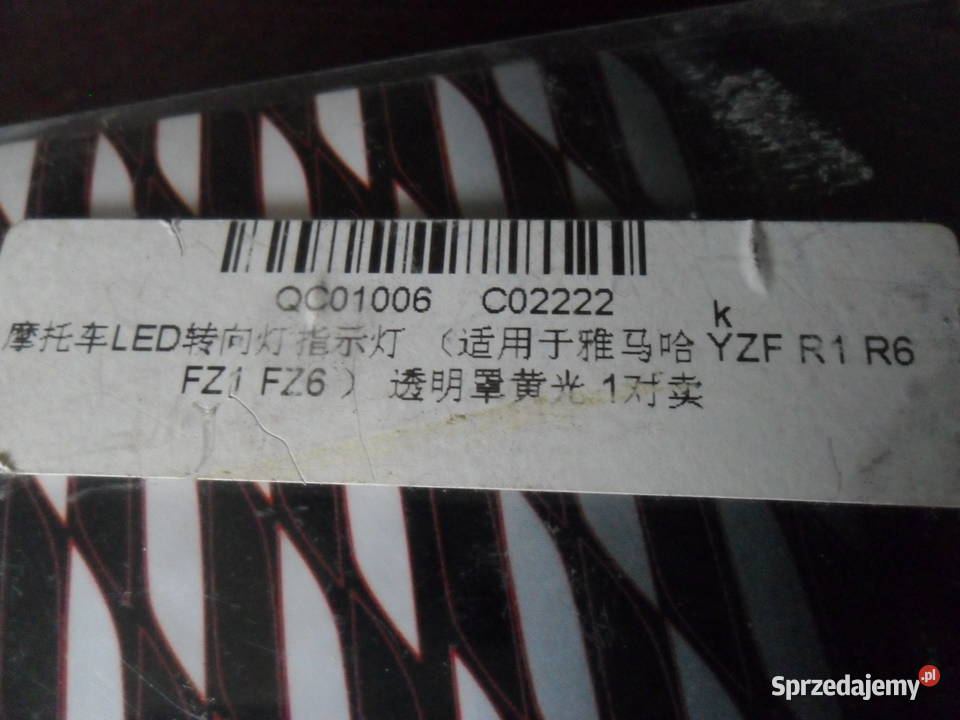 QC01006 C02222
k
摩托车LED转向灯指示灯 （适用于雅马哈 YZF R1 R6
FZ1 FZ6 ） 透明罩黄光 1对卖
Sprzedajemy.pl